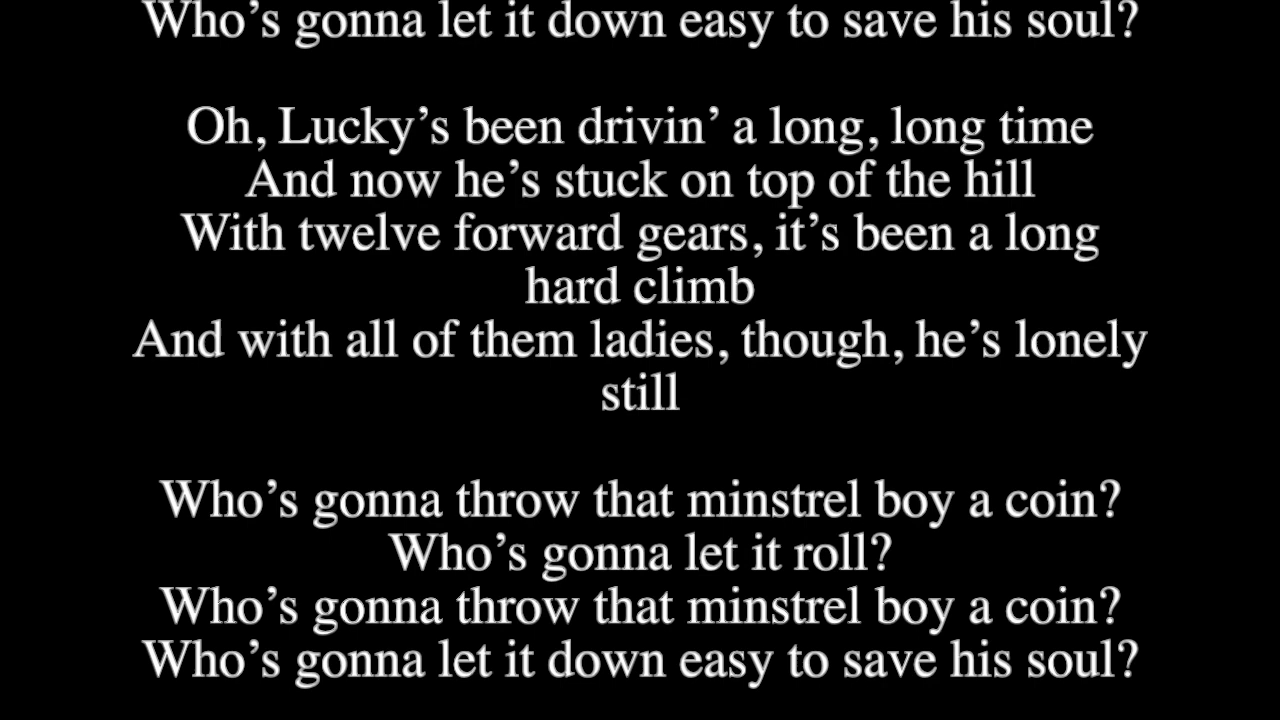 Who’s gonna let it down easy to save his soul?
Oh, Lucky’s been drivin’ a long, long time
And now he’s stuck on top of the hill
With twelve forward gears, it’s been a long
hard climb
And with all of them ladies, though, he’s lonely
still
Who’s gonna throw that minstrel boy a coin?
Who’s gonna let it roll?
Who’s gonna throw that minstrel boy a coin?
Who’s gonna let it down easy to save his soul?